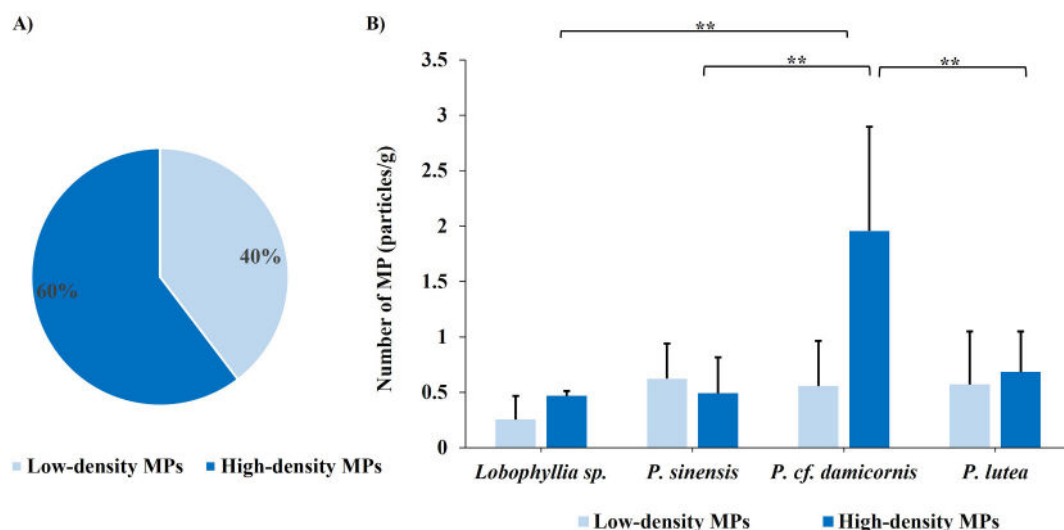 A)
40%
60%
Low-density MPs High-density MPs
B)
** 
** **
Number of MP (particles/g)
3.5
3
2.5
2
1.5
1
0.5
0
Lobophyllia sp. P. sinensis P. cf. damicornis P. lutea
Low-density MPs High-density MPs